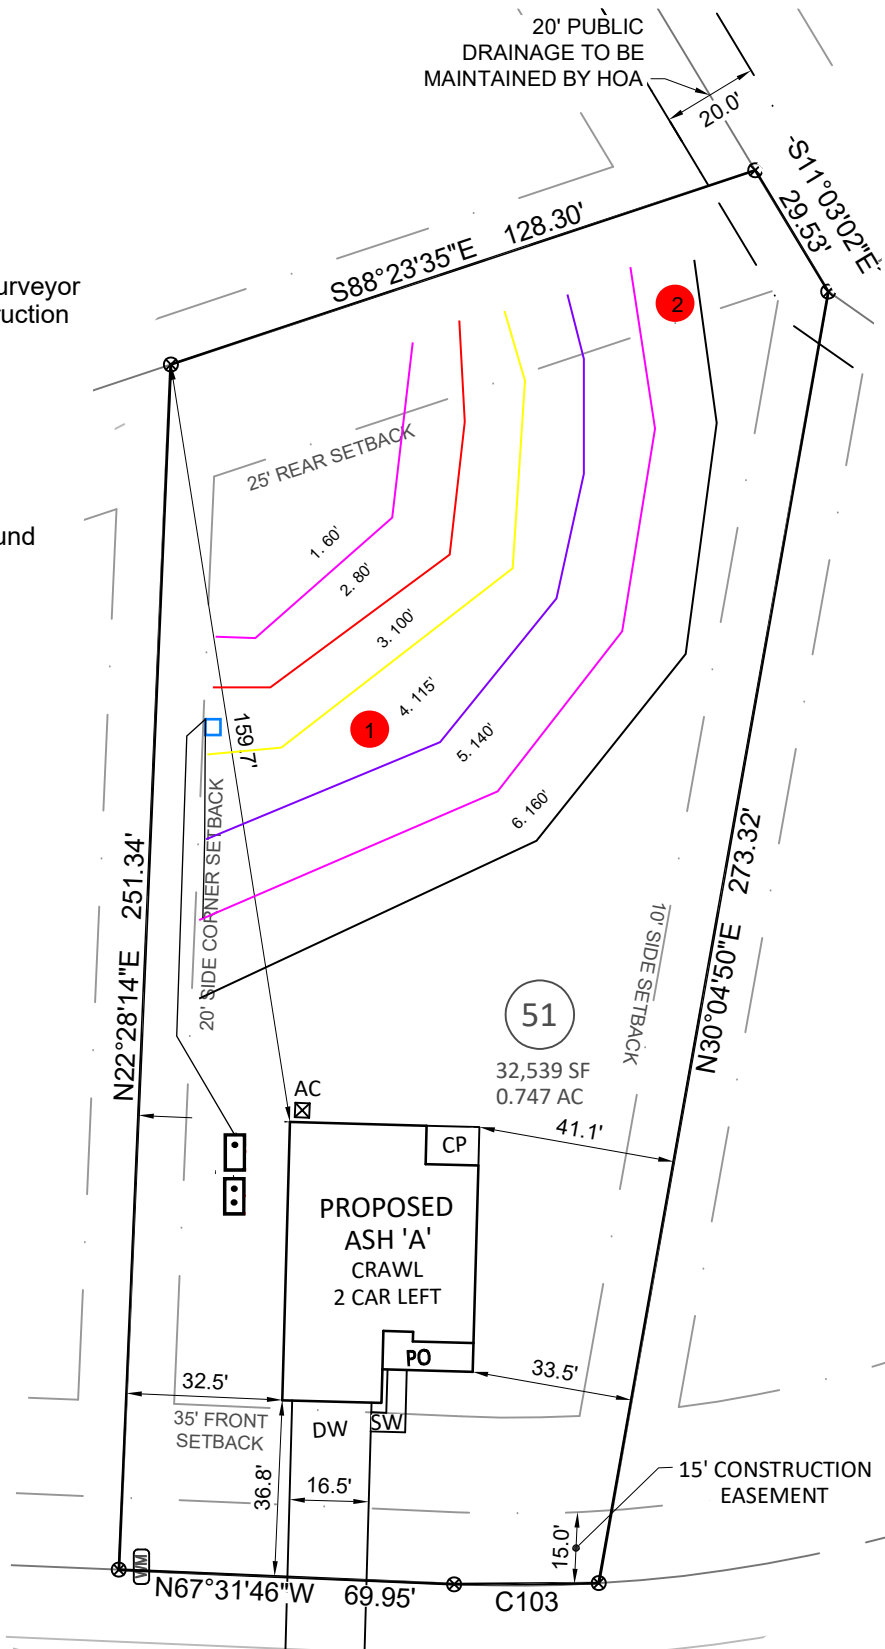 20' PUBLIC
DRAINAGE TO BE
MAINTAINED BY HOA
20.0'
S11°03'02"E
29.53'
S88°23'35"E 128.30'
urveyor
ruction
2
25' REAR SETBACK
und
1. 60'
2. 80'
3. 100'
4. 115'
1
5. 140'
6. 160'
159.7'
20' SIDE CORNER SETBACK
N22°28'14"E 251.34'
N30°04'50"E 273.32'
10' SIDE SETBACK
51
32,539 SF
0.747 AC
AC
CP
41.1'
PROPOSED
ASH 'A'
CRAWL
2 CAR LEFT
PO
32.5'
33.5'
35' FRONT
SETBACK
DW
SW
36.8'
16.5'
15' CONSTRUCTION
EASEMENT
15.0'
WM
N67°31'46"W 69.95'
C103